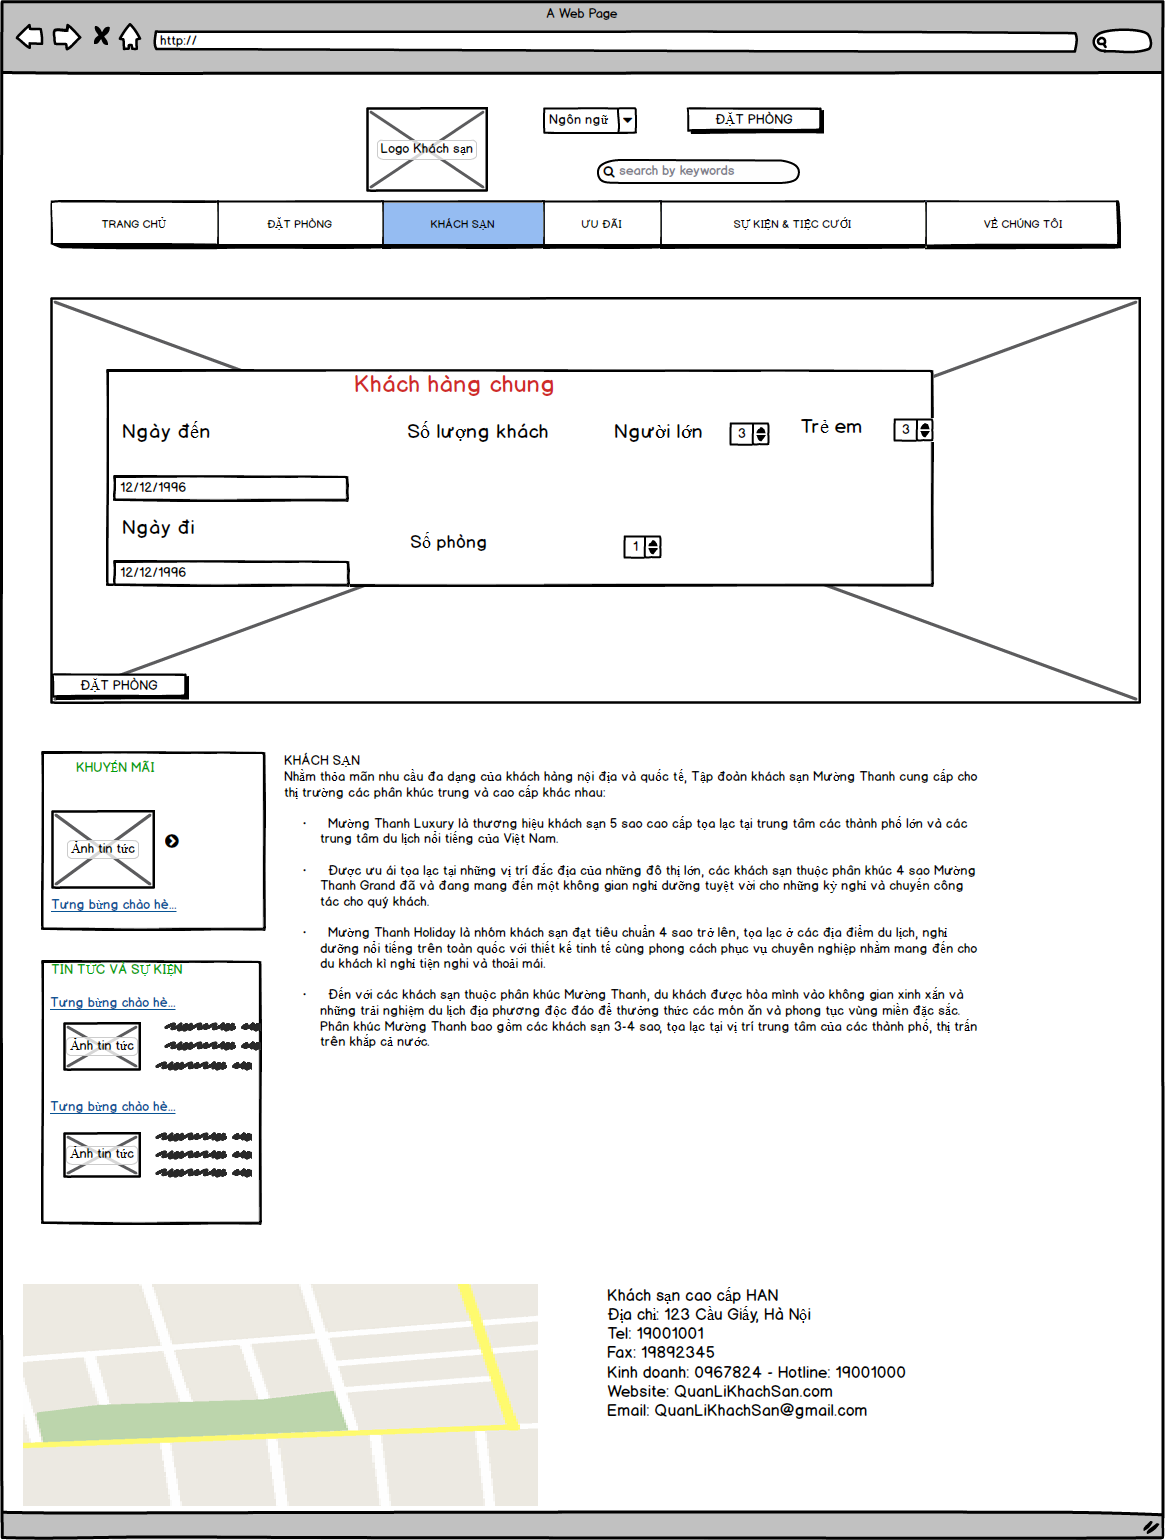 A Web Page
http://
Logo Khách sạn
Ngôn ngữ
ĐẶT PHÒNG
search by keywords
TRANG CHỦ
ĐẶT PHÒNG
KHÁCH SẠN
ƯU ĐÃI
SỰ KIỆN & TIỆC CƯỚI
VỀ CHÚNG TÔI
Khách hàng chung
Ngày đến
Số lượng khách
Người lớn
3
Trẻ em
3
12/12/1996
Ngày đi
Số phòng
1
12/12/1996
ĐẶT PHÒNG
KHUYẾN MÃI
Ảnh tin tức
Tưng bừng chào hè...
TIN TỨC VÀ SỰ KIỆN
Tưng bừng chào hè...
Ảnh tin tức
Tưng bừng chào hè...
Ảnh tin tức
KHÁCH SẠN
Nhằm thỏa mãn nhu cầu đa dạng của khách hàng nội địa và quốc tế, Tập đoàn khách sạn Mường Thanh cung cấp cho
thị trường các phân khúc trung và cao cấp khác nhau:
· Mường Thanh Luxury là thương hiệu khách sạn 5 sao cao cấp tọa lạc tại trung tâm các thành phố lớn và các
trung tâm du lịch nổi tiếng của Việt Nam.
· Được ưu ái tọa lạc tại những vị trí đắc địa của những đô thị lớn, các khách sạn thuộc phân khúc 4 sao Mường
Thanh Grand đã và đang mang đến một không gian nghỉ dưỡng tuyệt vời cho những kỳ nghỉ và chuyến công
tác cho quý khách.
· Mường Thanh Holiday là nhóm khách sạn đạt tiêu chuẩn 4 sao trở lên, tọa lạc ở các địa điểm du lịch, nghỉ
dưỡng nổi tiếng trên toàn quốc với thiết kế tinh tế cùng phong cách phục vụ chuyên nghiệp nhằm mang đến cho
du khách kì nghỉ tiện nghi và thoải mái.
· Đến với các khách sạn thuộc phân khúc Mường Thanh, du khách được hòa mình vào không gian xinh xắn và
những trải nghiệm du lịch địa phương độc đáo để thưởng thức các món ăn và phong tục vùng miền đặc sắc.
Phân khúc Mường Thanh bao gồm các khách sạn 3-4 sao, tọa lạc tại vị trí trung tâm của các thành phố, thị trấn
trên khắp cả nước.
Khách sạn cao cấp HAN
Địa chỉ: 123 Cầu Giấy, Hà Nội
Tel: 19001001
Fax: 19892345
Kinh doanh: 0967824 - Hotline: 19001000
Website: QuanLiKhachSan.com
Email: QuanLiKhachSan@gmail.com